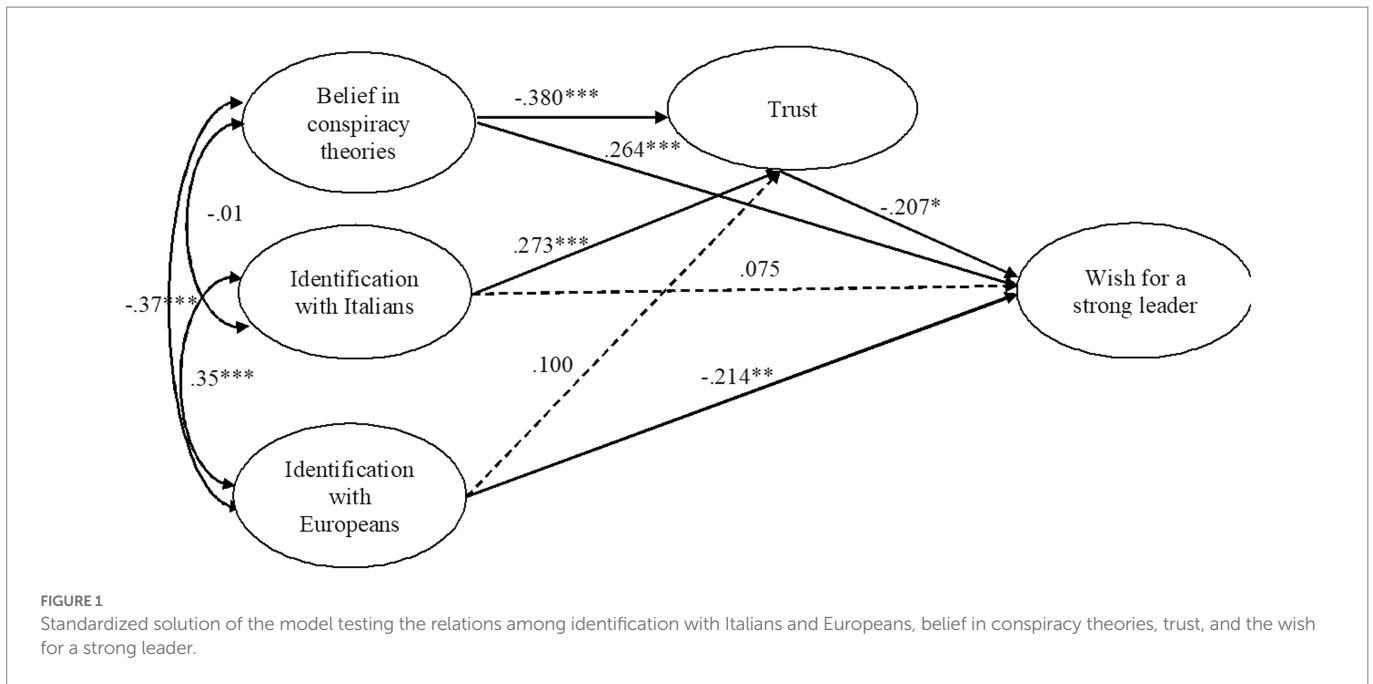 Belief in
conspiracy
theories
-.380***
Trust
.264***
-.01
-.207*
.273***
Identification
with Italians
.075
Wish for a
strong leader
-.37***
.35***
.100
-.214**
Identification
with
Europeans
FIGURE 1
Standardized solution of the model testing the relations among identification with Italians and Europeans, belief in conspiracy theories, trust, and the wish
for a strong leader.